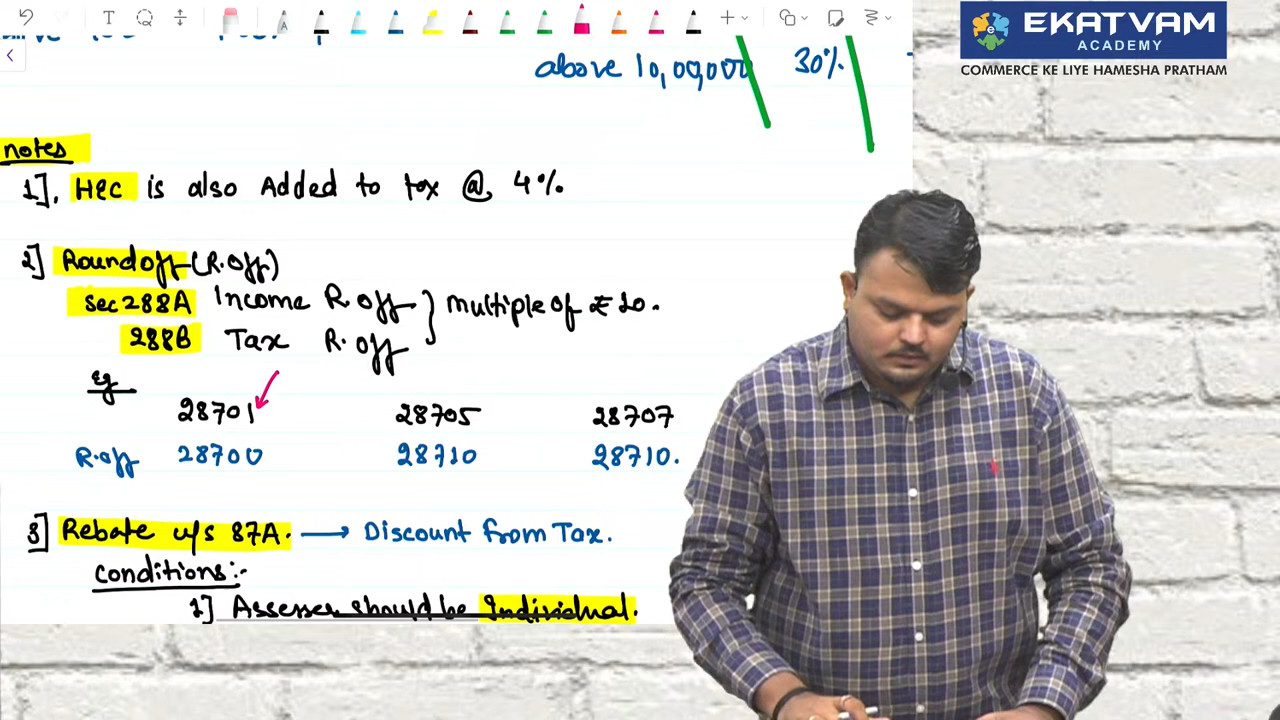 above 10,00,000 30%
EKATVAM
ACADEMY
COMMERCE KE LIYE HAMESHA PRATHAM
notes
1]. H&C is also Added to tax @ 4%.
2] Round off (R.off)
Sec 288A Income R.off } multiple of ₹ 10.
288B Tax R.off
Eg
28701 28705 28707
R.off 28700 28710 28710.
3] Rebate u/s 87A. → Discount from Tax.
Conditions:-
1] Assessee should be Individual.